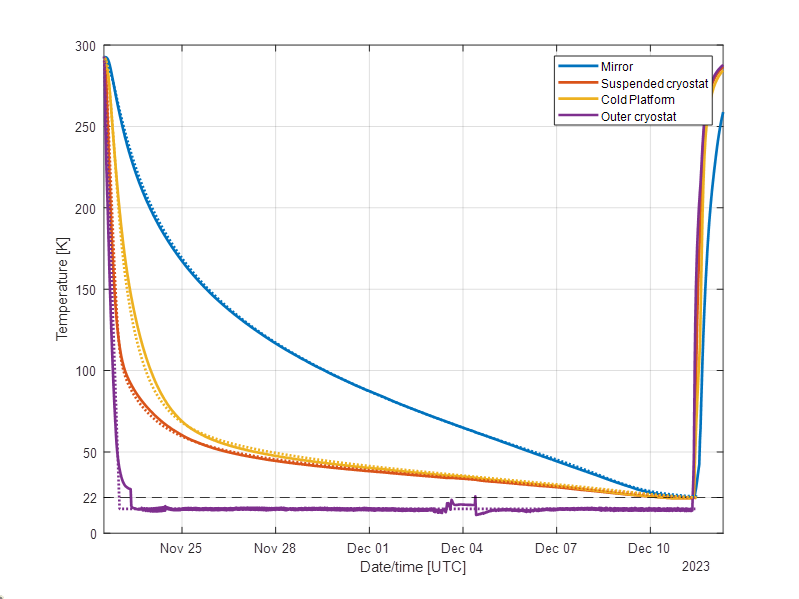 300
250
200
150
100
50
22
0
Temperature [K]
Mirror
Suspended cryostat
Cold Platform
Outer cryostat
Nov 25 Nov 28 Dec 01 Dec 04 Dec 07 Dec 10
Date/time [UTC]
2023